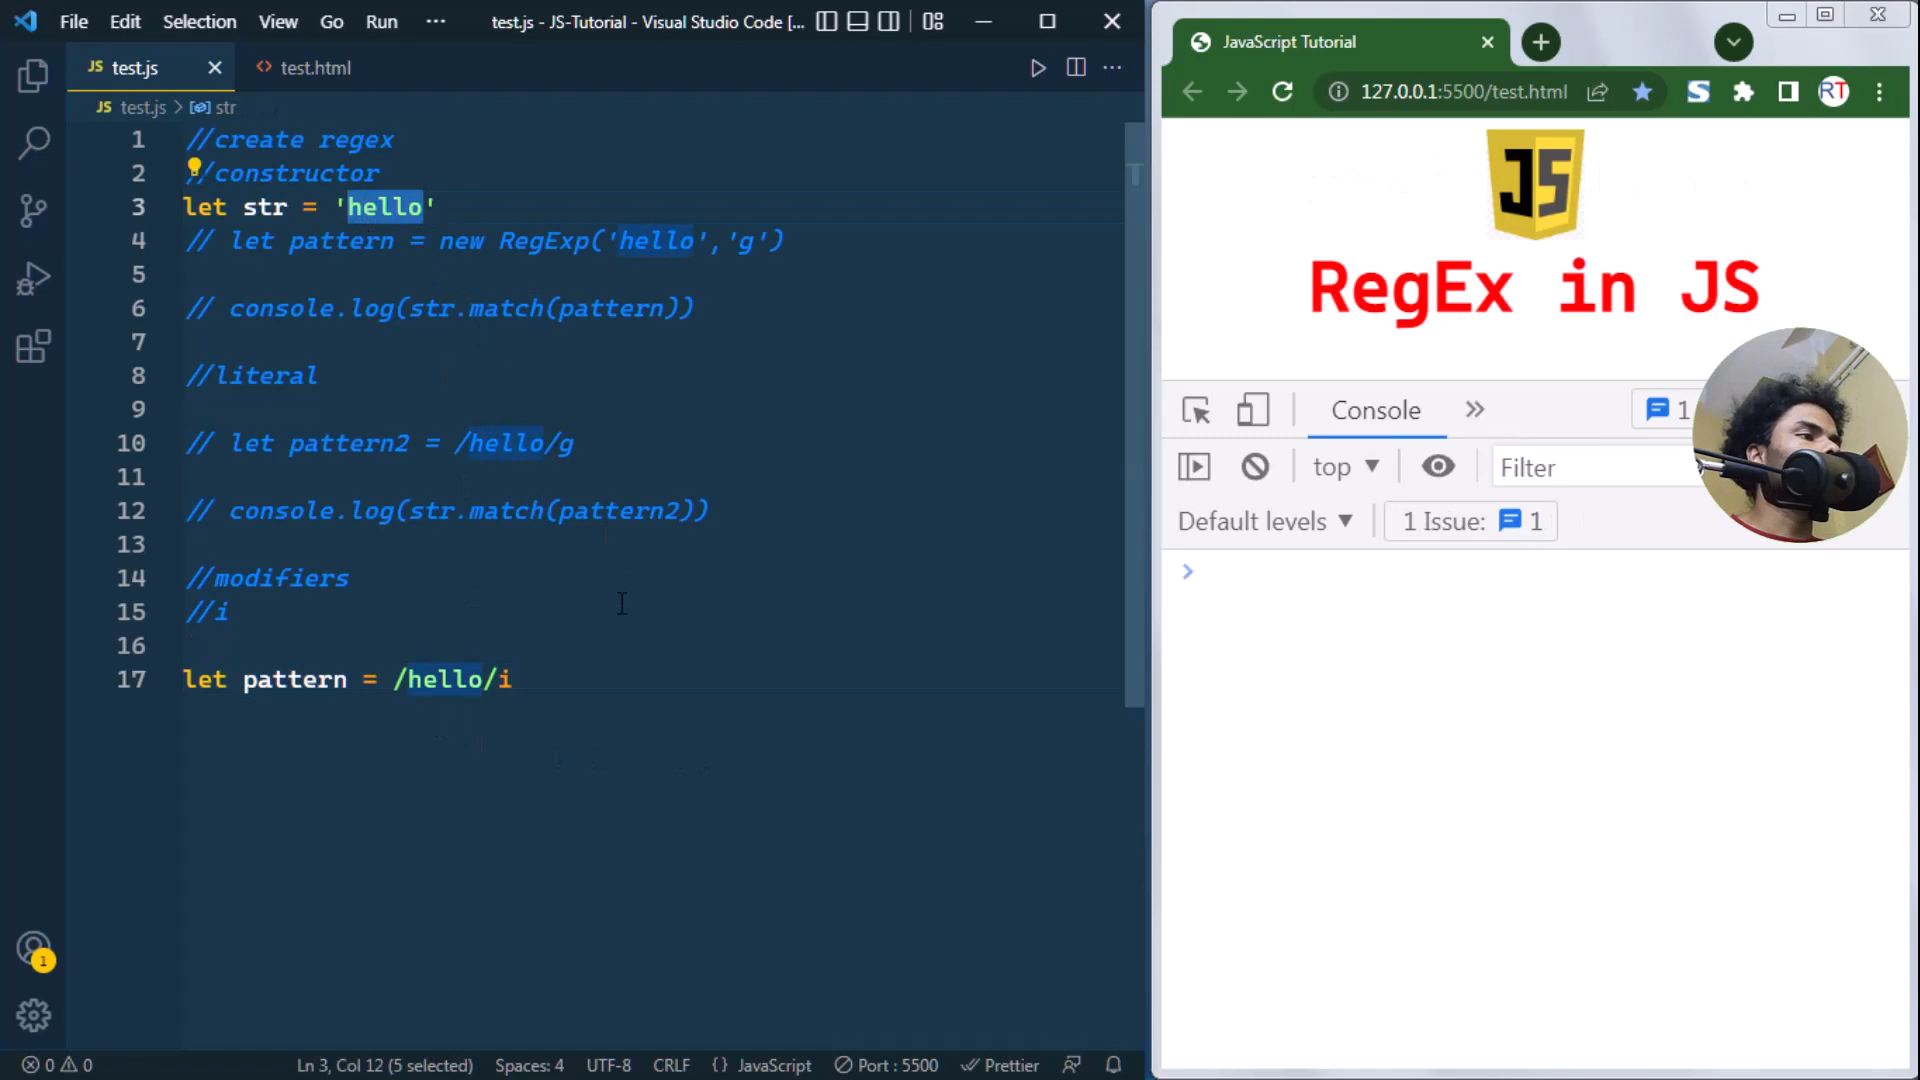 File Edit Selection View Go Run ··· test.js - JS-Tutorial - Visual Studio Code [...
JS test.js test.html
JS test.js > str
1 //create regex
2 //constructor
3 let str = 'hello'
4 // let pattern = new RegExp('hello','g')
5
6 // console.log(str.match(pattern))
7
8 //literal
9
10 // let pattern2 = /hello/g
11
12 // console.log(str.match(pattern2))
13
14 //modifiers
15 //i
16
17 let pattern = /hello/i
1
0 0 Ln 3, Col 12 (5 selected) Spaces: 4 UTF-8 CRLF {} JavaScript Port : 5500 Prettier
JavaScript Tutorial
127.0.0.1:5500/test.html S RT
JS
RegEx in JS
Console » 1
top ▼ Filter
Default levels ▼ 1 Issue: 1
>